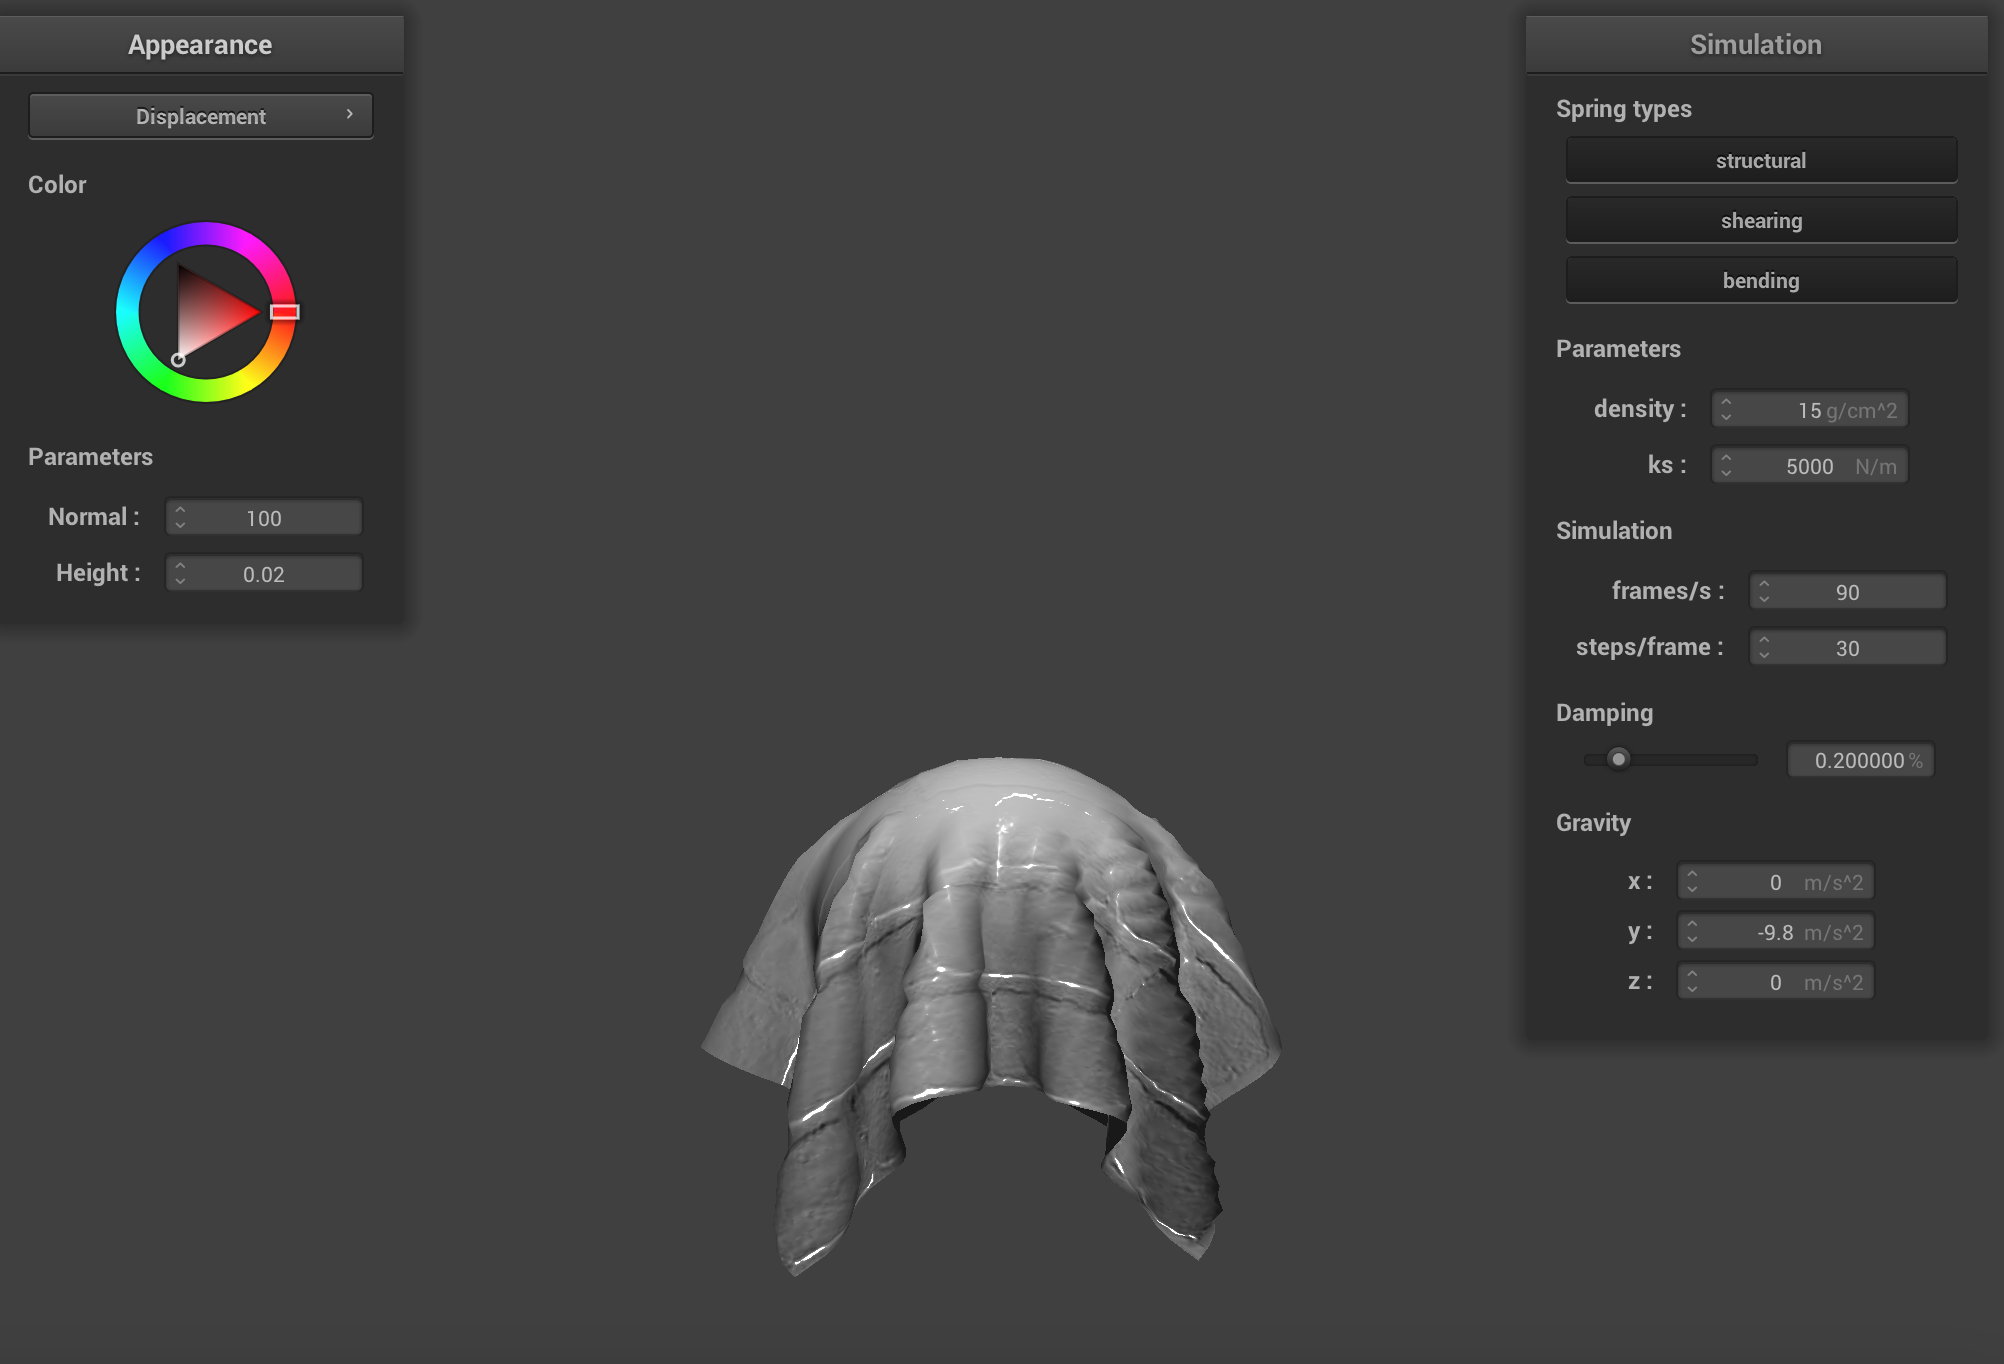 Appearance
Displacement
Color
Parameters
Normal : 100
Height : 0.02
Simulation
Spring types
structural
shearing
bending
Parameters
density : 15 g/cm^2
ks : 5000 N/m
Simulation
frames/s : 90
steps/frame : 30
Damping
0.200000 %
Gravity
x : 0 m/s^2
y : -9.8 m/s^2
z : 0 m/s^2